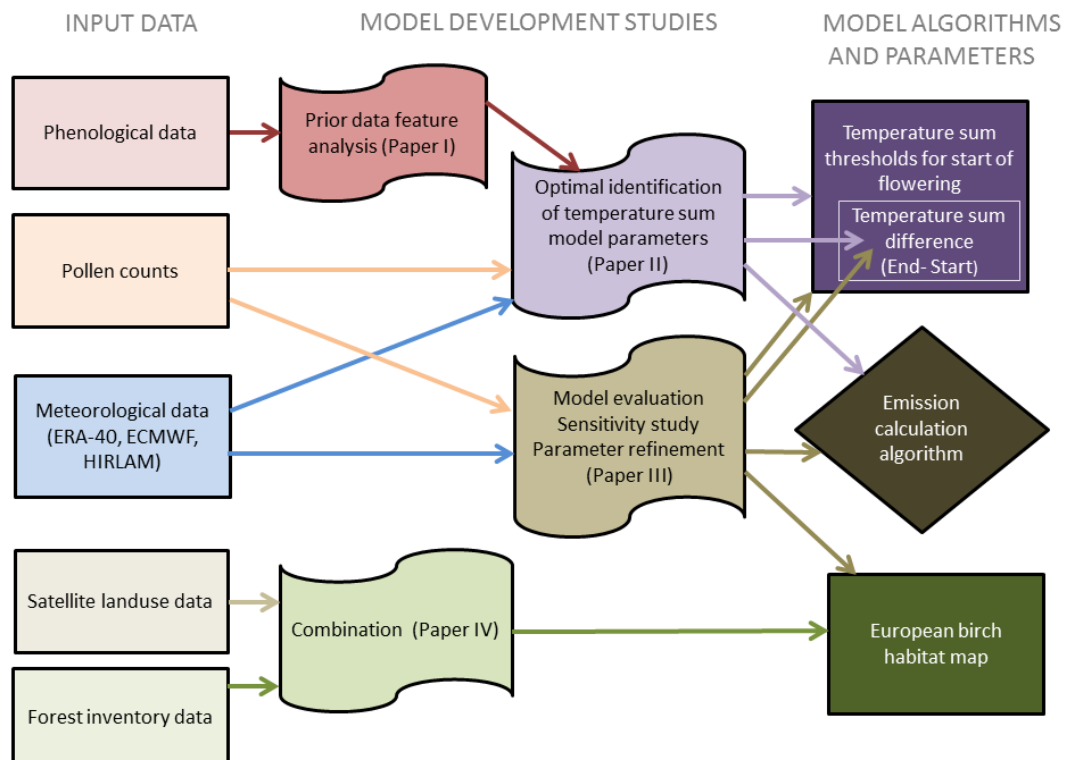 INPUT DATA
MODEL DEVELOPMENT STUDIES
MODEL ALGORITHMS
AND PARAMETERS
Phenological data
Prior data feature
analysis (Paper I)
Temperature sum
thresholds for start of
flowering
Temperature sum
difference
(End- Start)
Optimal identification
of temperature sum
model parameters
(Paper II)
Pollen counts
Meteorological data
(ERA-40, ECMWF,
HIRLAM)
Model evaluation
Sensitivity study
Parameter refinement
(Paper III)
Emission
calculation
algorithm
Satellite landuse data
Combination (Paper IV)
European birch
habitat map
Forest inventory data